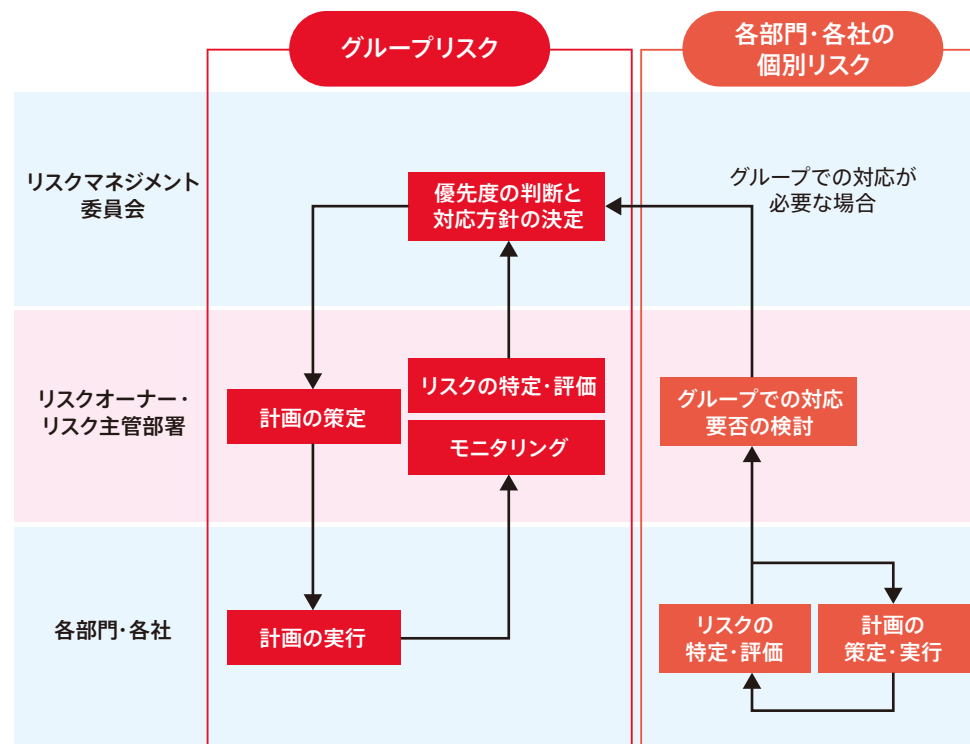 グループリスク
各部門・各社の
個別リスク
リスクマネジメント
委員会
優先度の判断と
対応方針の決定
グループでの対応が
必要な場合
リスクオーナー・
リスク主管部署
計画の策定
リスクの特定・評価
モニタリング
グループでの対応
要否の検討
各部門・各社
計画の実行
リスクの
特定・評価
計画の
策定・実行